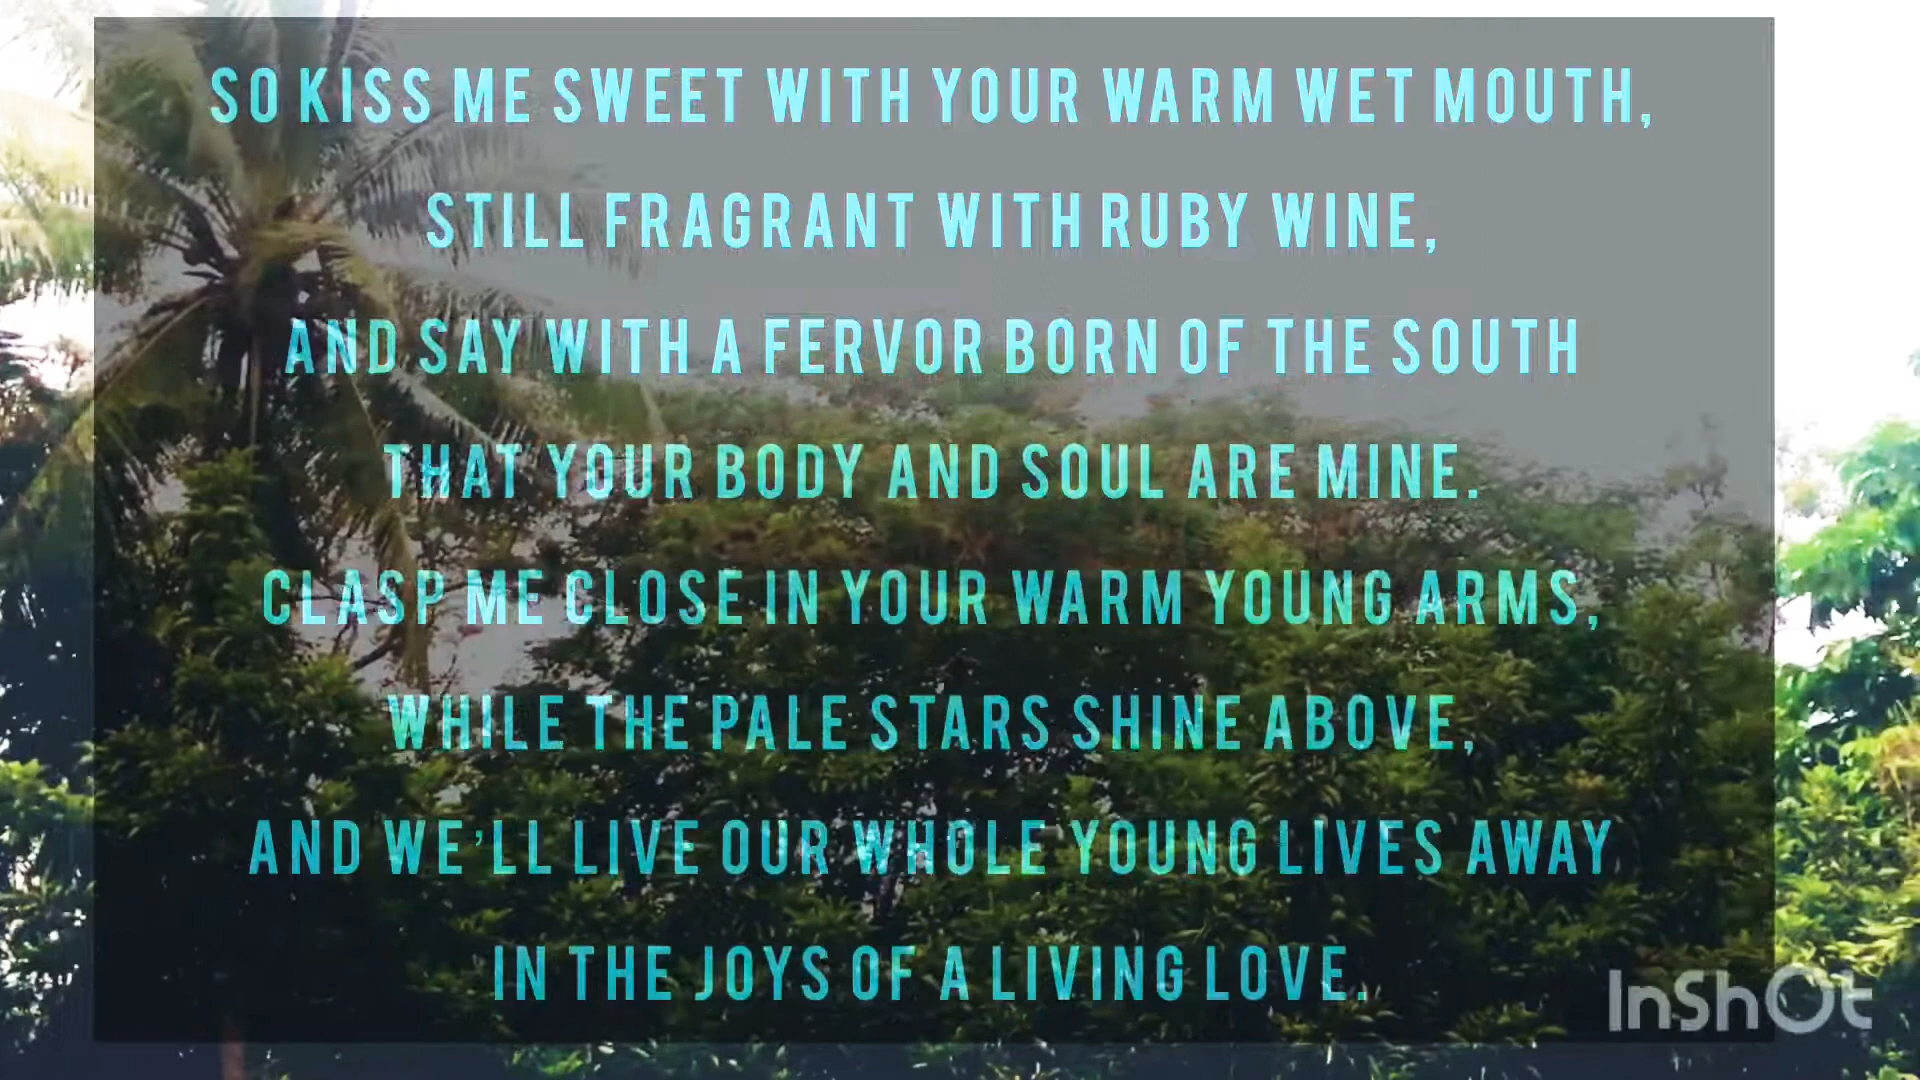 SO KISS ME SWEET WITH YOUR WARM WET MOUTH,
STILL FRAGRANT WITH RUBY WINE,
AND SAY WITH A FERVOR BORN OF THE SOUTH
THAT YOUR BODY AND SOUL ARE MINE.
CLASP ME CLOSE IN YOUR WARM YOUNG ARMS,
WHILE THE PALE STARS SHINE ABOVE,
AND WE'LL LIVE OUR WHOLE YOUNG LIVES AWAY
IN THE JOYS OF A LIVING LOVE.
InShOt